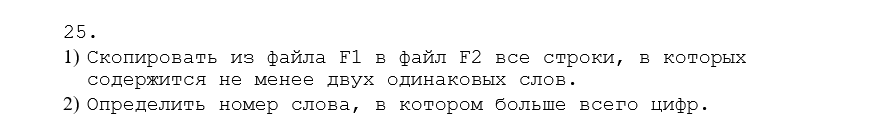 25.
1) Скопировать из файла F1 в файл F2 все строки, в которых
содержится не менее двух одинаковых слов.
2) Определить номер слова, в котором больше всего цифр.